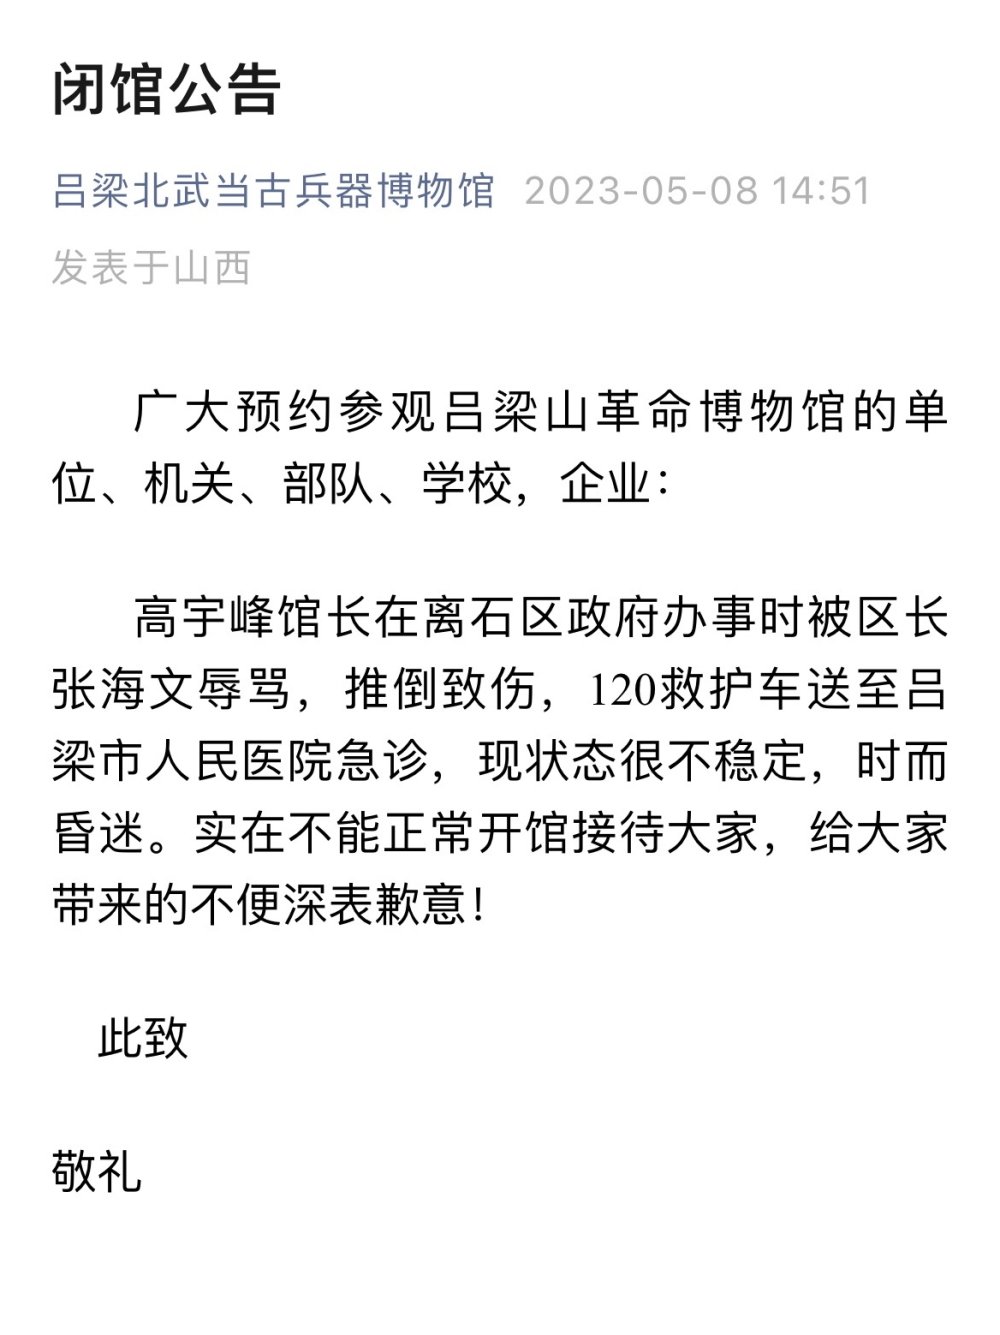 闭馆公告
吕梁北武当古兵器博物馆 2023-05-08 14:51
发表于山西
广大预约参观吕梁山革命博物馆的单
位、机关、部队、学校，企业：
高宇峰馆长在离石区政府办事时被区长
张海文辱骂，推倒致伤，120救护车送至吕
梁市人民医院急诊，现状态很不稳定，时而
昏迷。实在不能正常开馆接待大家，给大家
带来的不便深表歉意！
此致
敬礼